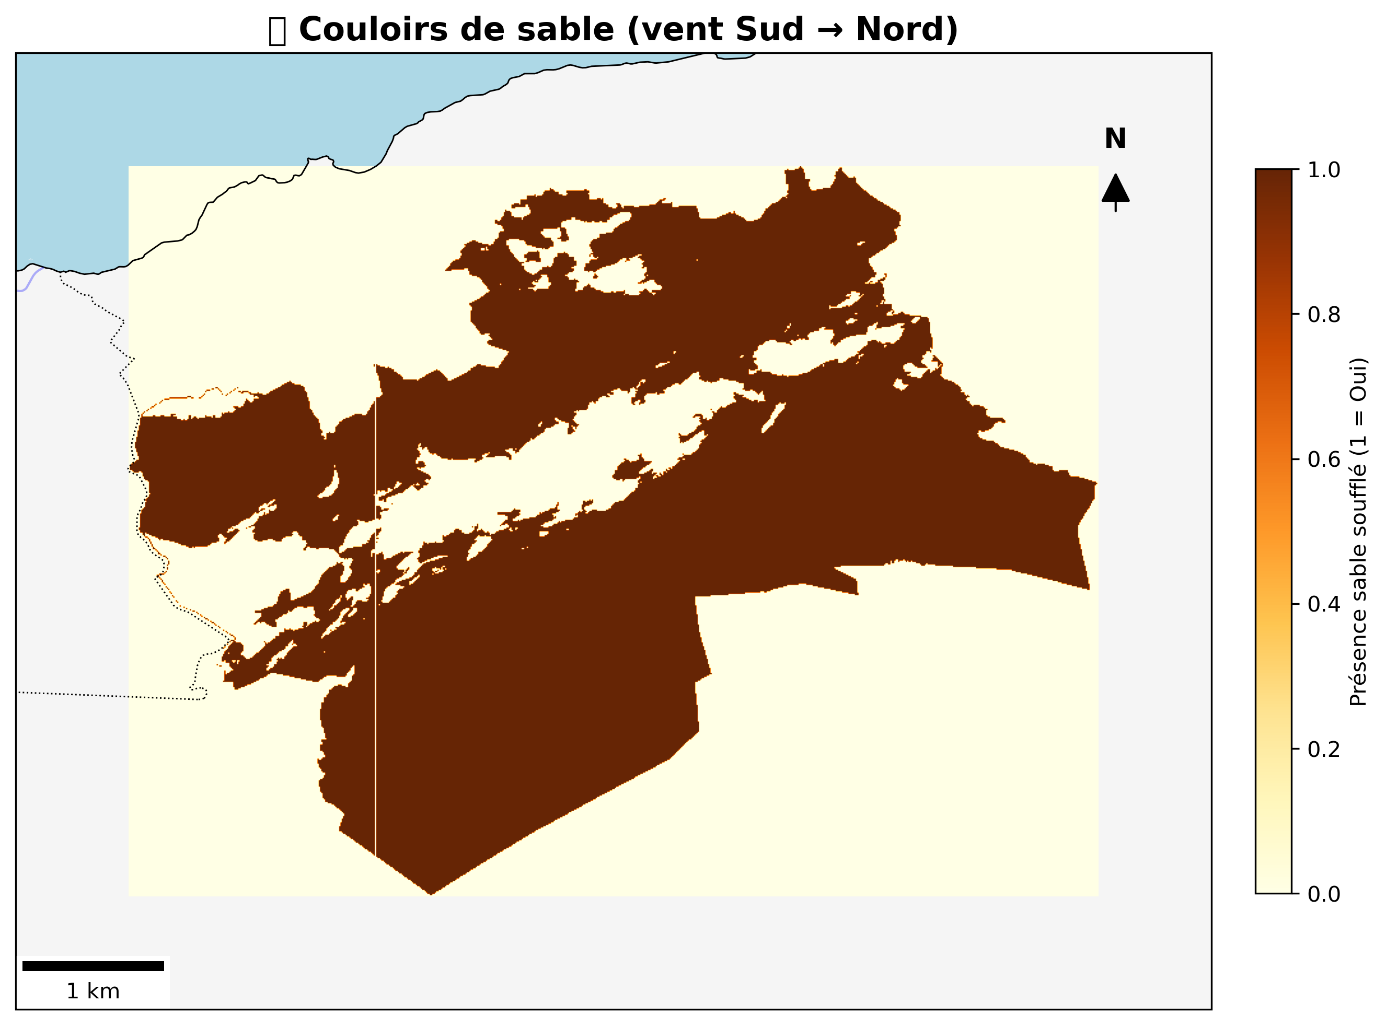 Couloirs de sable (vent Sud → Nord)
N
1 km
1.0
0.8
0.6
0.4
0.2
0.0
Présence sable soufflé (1 = Oui)